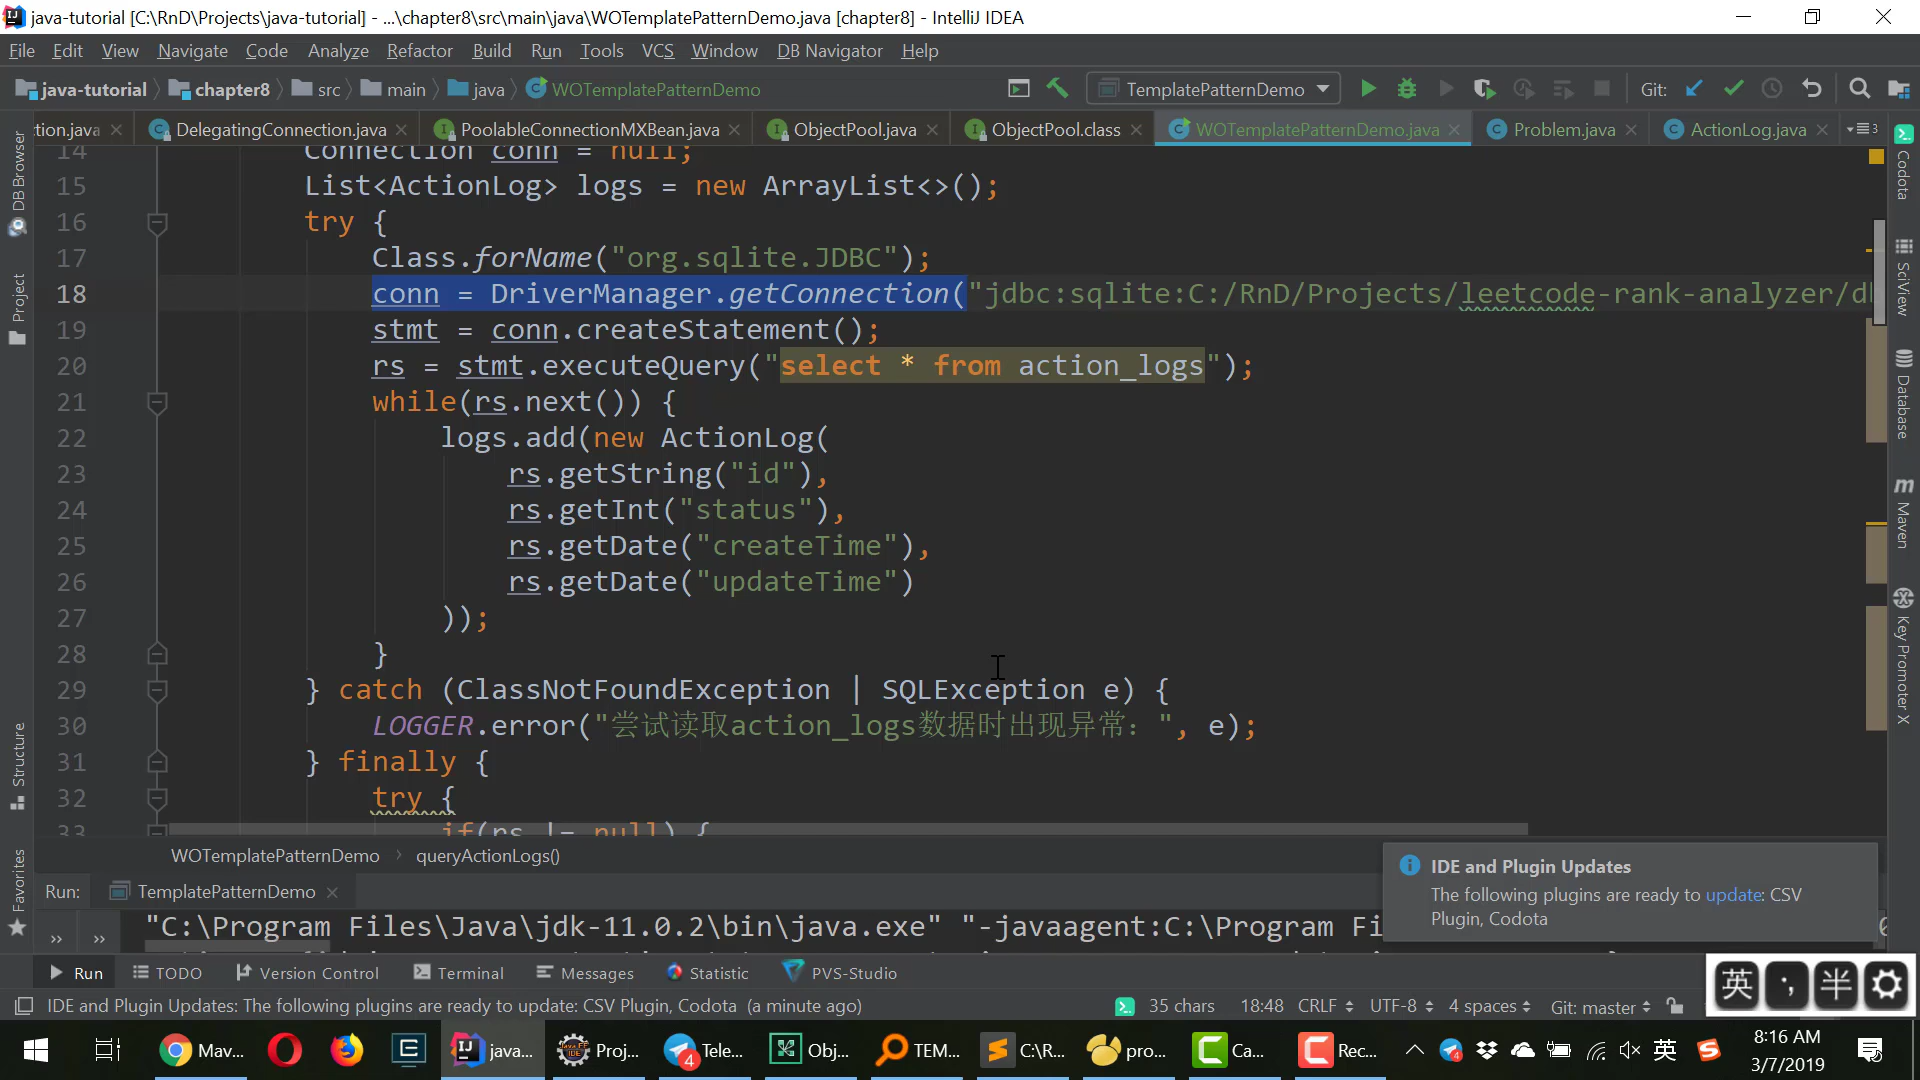 java-tutorial [C:\RnD\Projects\java-tutorial] - ...\chapter8\src\main\java\WOTemplatePatternDemo.java [chapter8] - IntelliJ IDEA
File Edit View Navigate Code Analyze Refactor Build Run Tools VCS Window DB Navigator Help
java-tutorial chapter8 src main java WOTemplatePatternDemo TemplatePatternDemo Git:
tion.java DelegatingConnection.java PoolableConnectionMXBean.java ObjectPool.java ObjectPool.class WOTemplatePatternDemo.java Problem.java ActionLog.java
14 Connection conn = null;
15 List<ActionLog> logs = new ArrayList<>();
16 try {
17 Class.forName("org.sqlite.JDBC");
18 conn = DriverManager.getConnection("jdbc:sqlite:C:/RnD/Projects/leetcode-rank-analyzer/d
19 stmt = conn.createStatement();
20 rs = stmt.executeQuery("select * from action_logs");
21 while(rs.next()) {
22 logs.add(new ActionLog(
23 rs.getString("id"),
24 rs.getInt("status"),
25 rs.getDate("createTime"),
26 rs.getDate("updateTime")
27 ));
28 }
29 } catch (ClassNotFoundException | SQLException e) {
30 LOGGER.error("尝试读取action_logs数据时出现异常：", e);
31 } finally {
32 try {
33 if(rs != null) {
DB Browser
Project
Structure
Favorites
Codota
SciView
Database
Maven
Key Promoter X
WOTemplatePatternDemo queryActionLogs()
Run: TemplatePatternDemo
"C:\Program Files\Java\jdk-11.0.2\bin\java.exe" "-javaagent:C:\Program Fi
IDE and Plugin Updates
The following plugins are ready to update: CSV
Plugin, Codota
Run TODO Version Control Terminal Messages Statistic PVS-Studio
IDE and Plugin Updates: The following plugins are ready to update: CSV Plugin, Codota (a minute ago) 35 chars 18:48 CRLF UTF-8 4 spaces Git: master
英 半
Mav... java... Proj... Tele... Obj... TEM... C:\R... pro... Ca... Rec... 英
8:16 AM
3/7/2019